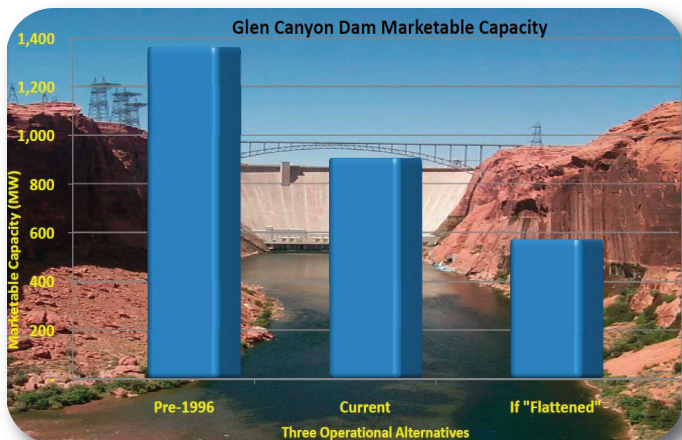 Glen Canyon Dam Marketable Capacity
Marketable Capacity (MW)
1,400
1,200
1,000
800
600
400
200
-
Pre-1996
Current
If "Flattened"
Three Operational Alternatives